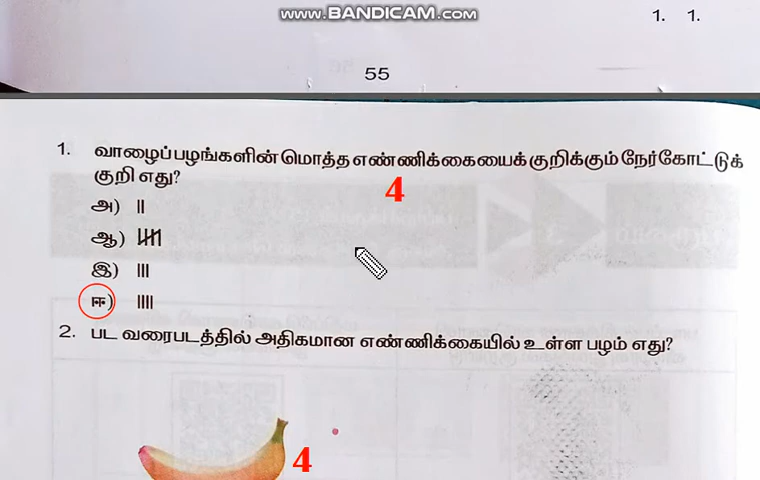 www.BANDICAM.com
1. 1.
55
1. வாழைப்பழங்களின் மொத்த எண்ணிக்கையைக் குறிக்கும் நேர்கோட்டுக்
குறி எது?
4
அ) ||
ஆ) 𝍸
இ) |||
ஈ) ||||
2. பட வரைபடத்தில் அதிகமான எண்ணிக்கையில் உள்ள பழம் எது?
4